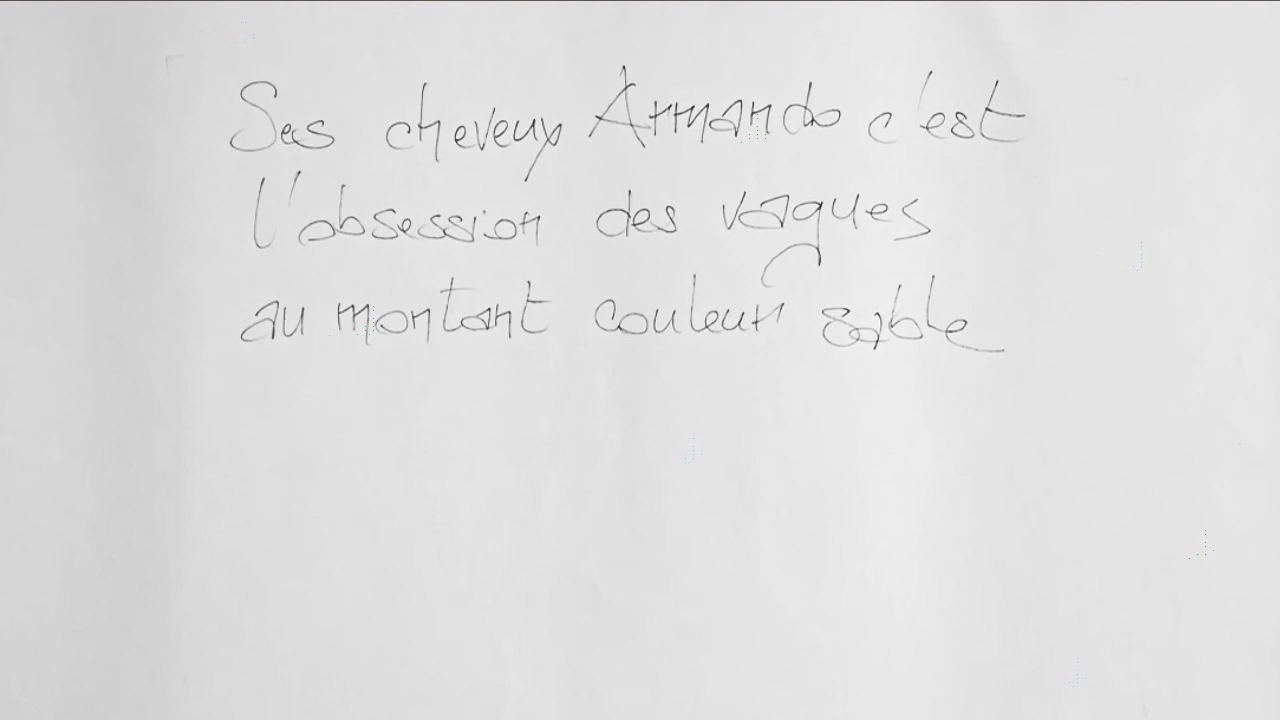 Ses cheveux Armando c'est
l'obsession des vagues
au montant couleur sable